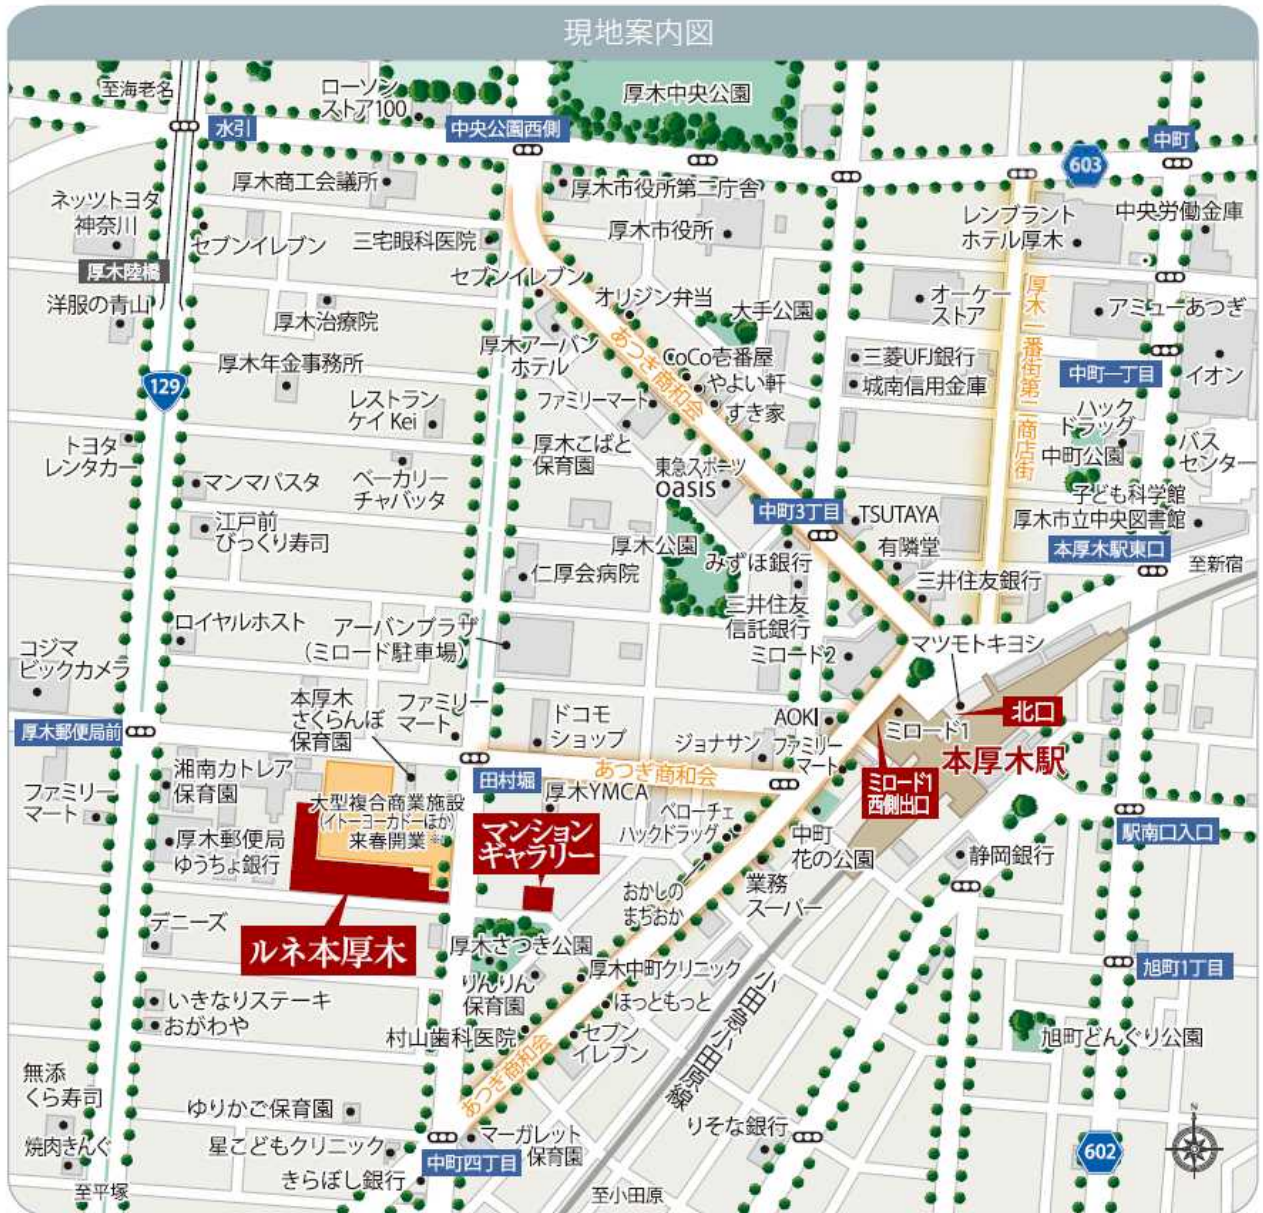 現地案内図
至海老名
ローソン
ストア100
厚木中央公園
水引
中央公園西側
中町
603
厚木商工会議所
厚木市役所第二庁舎
ネッツトヨタ
神奈川
セブンイレブン
三宅眼科医院
厚木市役所
レンブラント
ホテル厚木
中央労働金庫
厚木陸橋
セブンイレブン
洋服の青山
オリジン弁当
大手公園
オーケー
ストア
厚木一番街第二商店街
アミューあつぎ
厚木治療院
厚木アーバン
ホテル
あつぎ商和会
CoCo壱番屋
やよい軒
三菱UFJ銀行
城南信用金庫
中町一丁目
イオン
厚木年金事務所
129
レストラン
ケイ Kei
ファミリーマート
すき家
ハック
ドラッグ
中町公園
バス
センター
トヨタ
レンタカー
マンマパスタ
ベーカリー
チャバッタ
厚木こばと
保育園
東急スポーツ
oasis
中町3丁目
TSUTAYA
子ども科学館
厚木市立中央図書館
江戸前
びっくり寿司
厚木公園
みずほ銀行
有隣堂
本厚木駅東口
至新宿
仁厚会病院
三井住友銀行
三井住友
信託銀行
ロイヤルホスト
アーバンプラザ
(ミロード駐車場)
ミロード2
マツモトキヨシ
コジマ
ビックカメラ
本厚木
さくらんぼ
保育園
ファミリー
マート
ドコモ
ショップ
AOKI
ミロード1
北口
厚木郵便局前
ジョナサン
ファミリー
マート
本厚木駅
湘南カトレア
保育園
田村堀
あつぎ商和会
ミロード1
西側出口
ファミリー
マート
大型複合商業施設
(イトーヨーカドーほか)
来春開業※
厚木YMCA
マンション
ギャラリー
ベローチェ
ハックドラッグ
中町
花の公園
駅南口入口
厚木郵便局
ゆうちょ銀行
静岡銀行
おかしの
まちおか
業務
スーパー
デニーズ
ルネ本厚木
厚木さつき公園
厚木中町クリニック
旭町1丁目
りんりん
保育園
ほっともっと
小田急小田原線
いきなりステーキ
おがわや
村山歯科医院
セブン
イレブン
旭町どんぐり公園
無添
くら寿司
あつぎ商和会
ゆりかご保育園
りそな銀行
N
焼肉きんぐ
星こどもクリニック
中町四丁目
マーガレット
保育園
602
きらぼし銀行
至平塚
至小田原